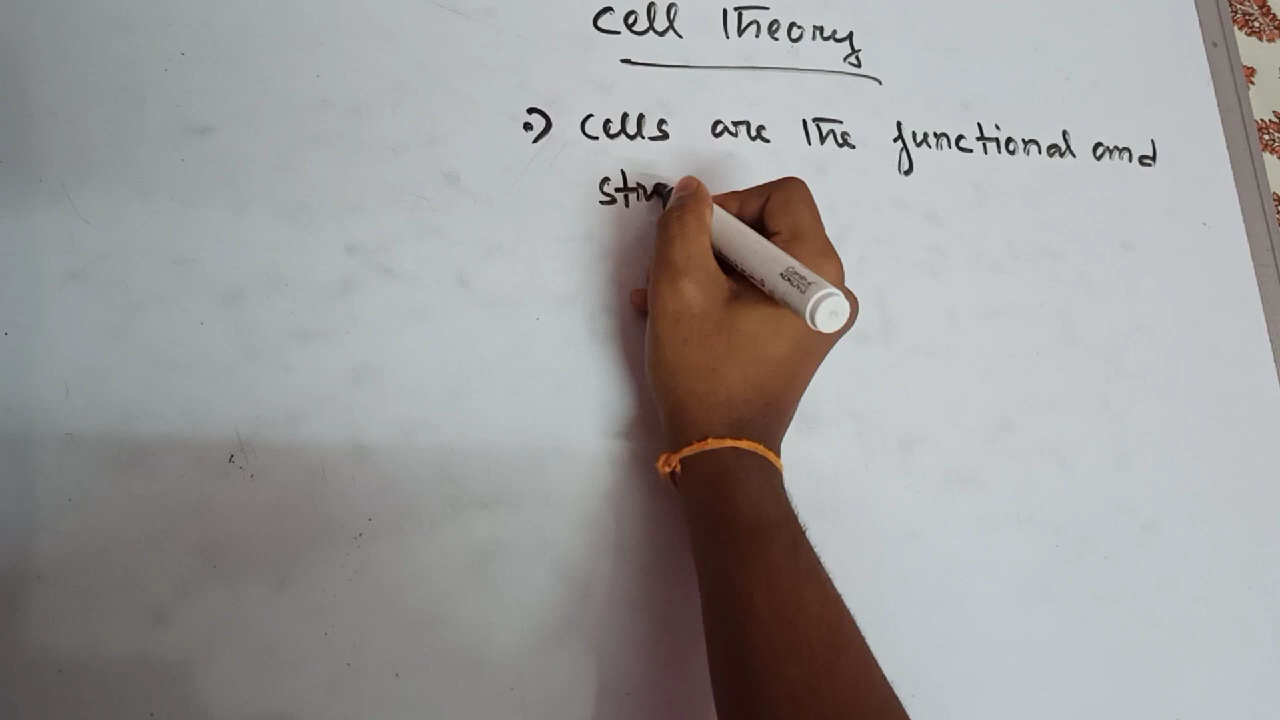 Cell Theory
•) Cells are the functional and